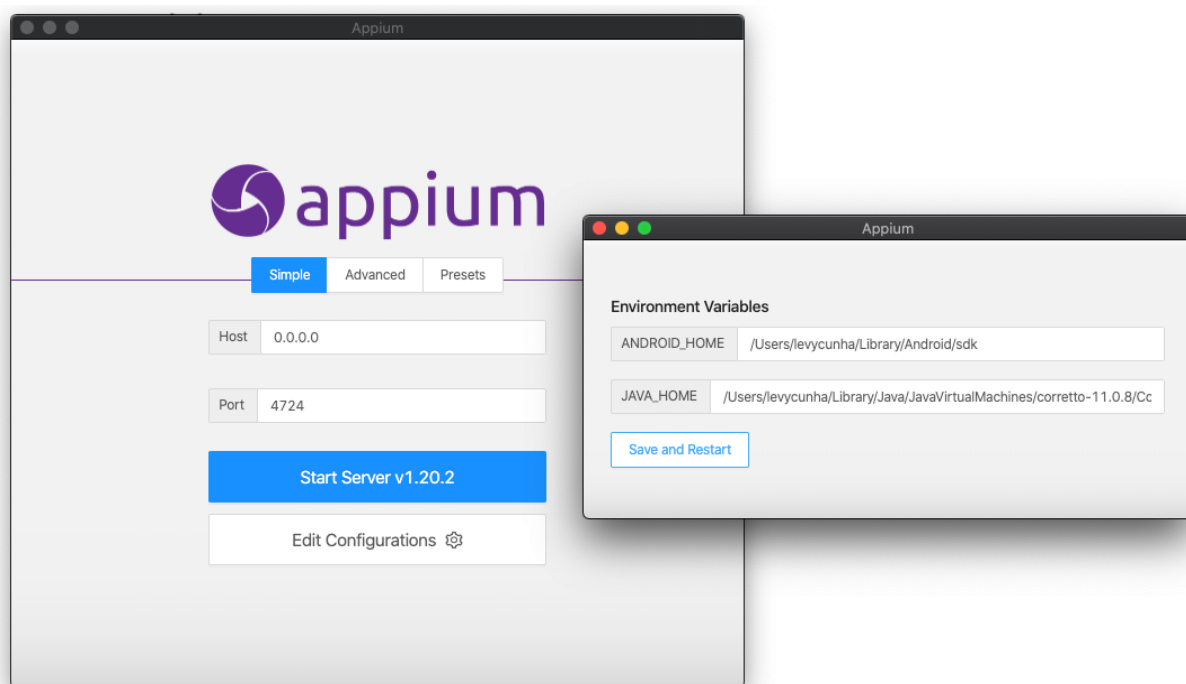 Appium
appium
Simple Advanced Presets
Host 0.0.0.0
Port 4724
Start Server v1.20.2
Edit Configurations
Appium
Environment Variables
ANDROID_HOME /Users/levycunha/Library/Android/sdk
JAVA_HOME /Users/levycunha/Library/Java/JavaVirtualMachines/corretto-11.0.8/Cc
Save and Restart